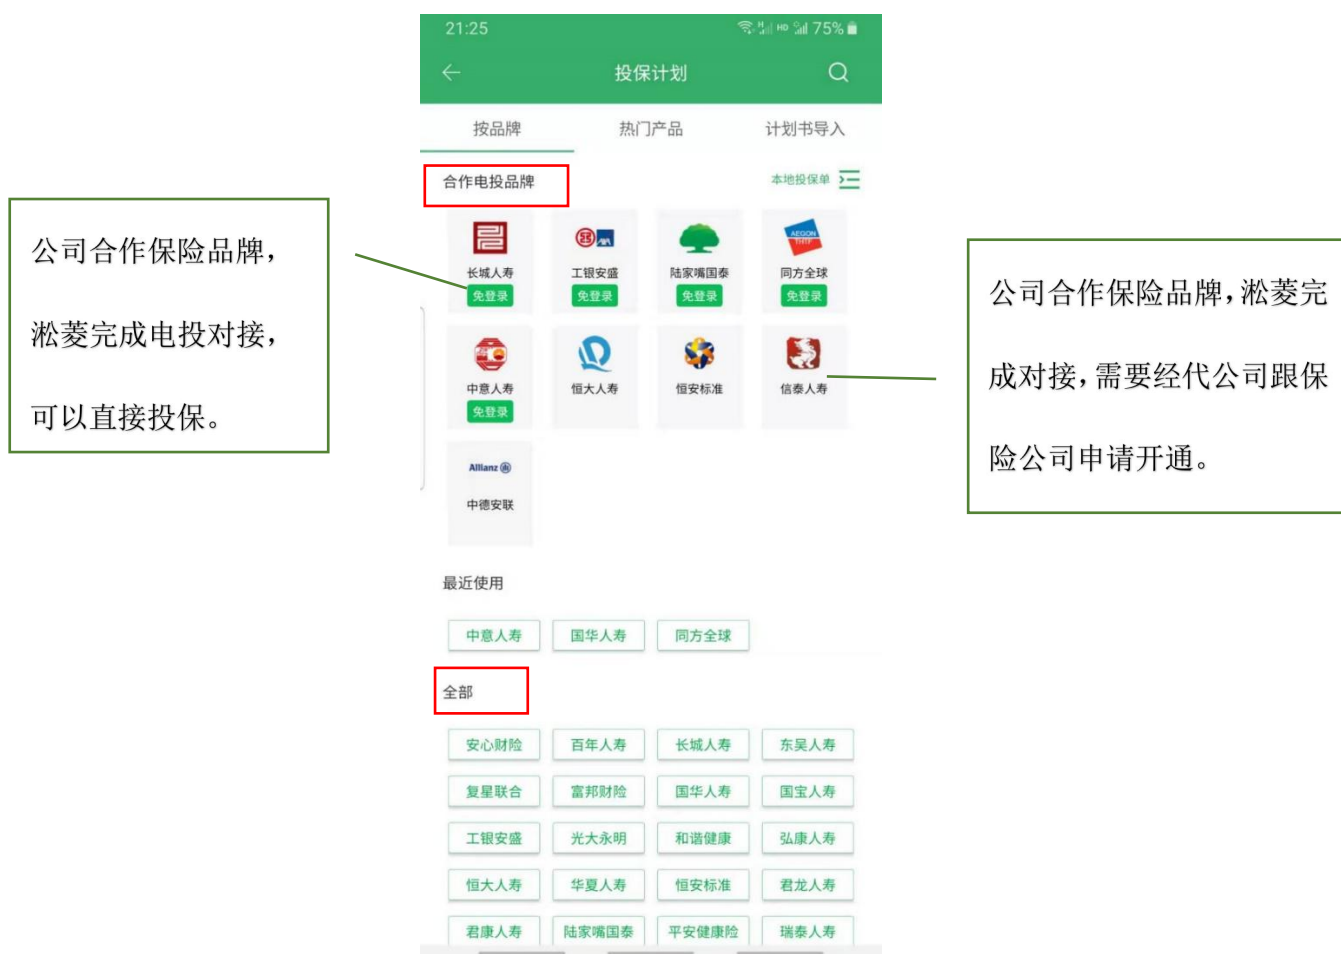 21:25
HD 75%
投保计划
按品牌 热门产品 计划书导入
合作电投品牌 本地投保单
AXA AEGON THTF
长城人寿 工银安盛 陆家嘴国泰 同方全球
免登录 免登录 免登录 免登录
中意人寿 恒大人寿 恒安标准 信泰人寿
免登录
Allianz
中德安联
最近使用
中意人寿 国华人寿 同方全球
全部
安心财险 百年人寿 长城人寿 东吴人寿
复星联合 富邦财险 国华人寿 国宝人寿
工银安盛 光大永明 和谐健康 弘康人寿
恒大人寿 华夏人寿 恒安标准 君龙人寿
君康人寿 陆家嘴国泰 平安健康险 瑞泰人寿
公司合作保险品牌，
淞菱完成电投对接，
可以直接投保。
公司合作保险品牌，淞菱完
成对接，需要经代公司跟保
险公司申请开通。